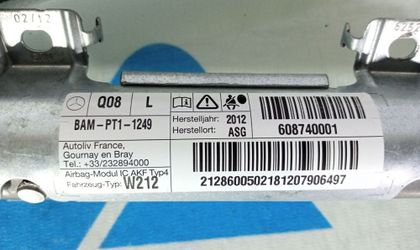 02/12
Q08 L
BAM-PT1-1249
Herstelljahr: 2012
Herstellort: ASG
608740001
Autoliv France,
Gournay en Bray
Tel.: +33/232894000
Airbag-Modul IC AKF Typ4
Fahrzeug-Typ: W212
2128600502181207906497